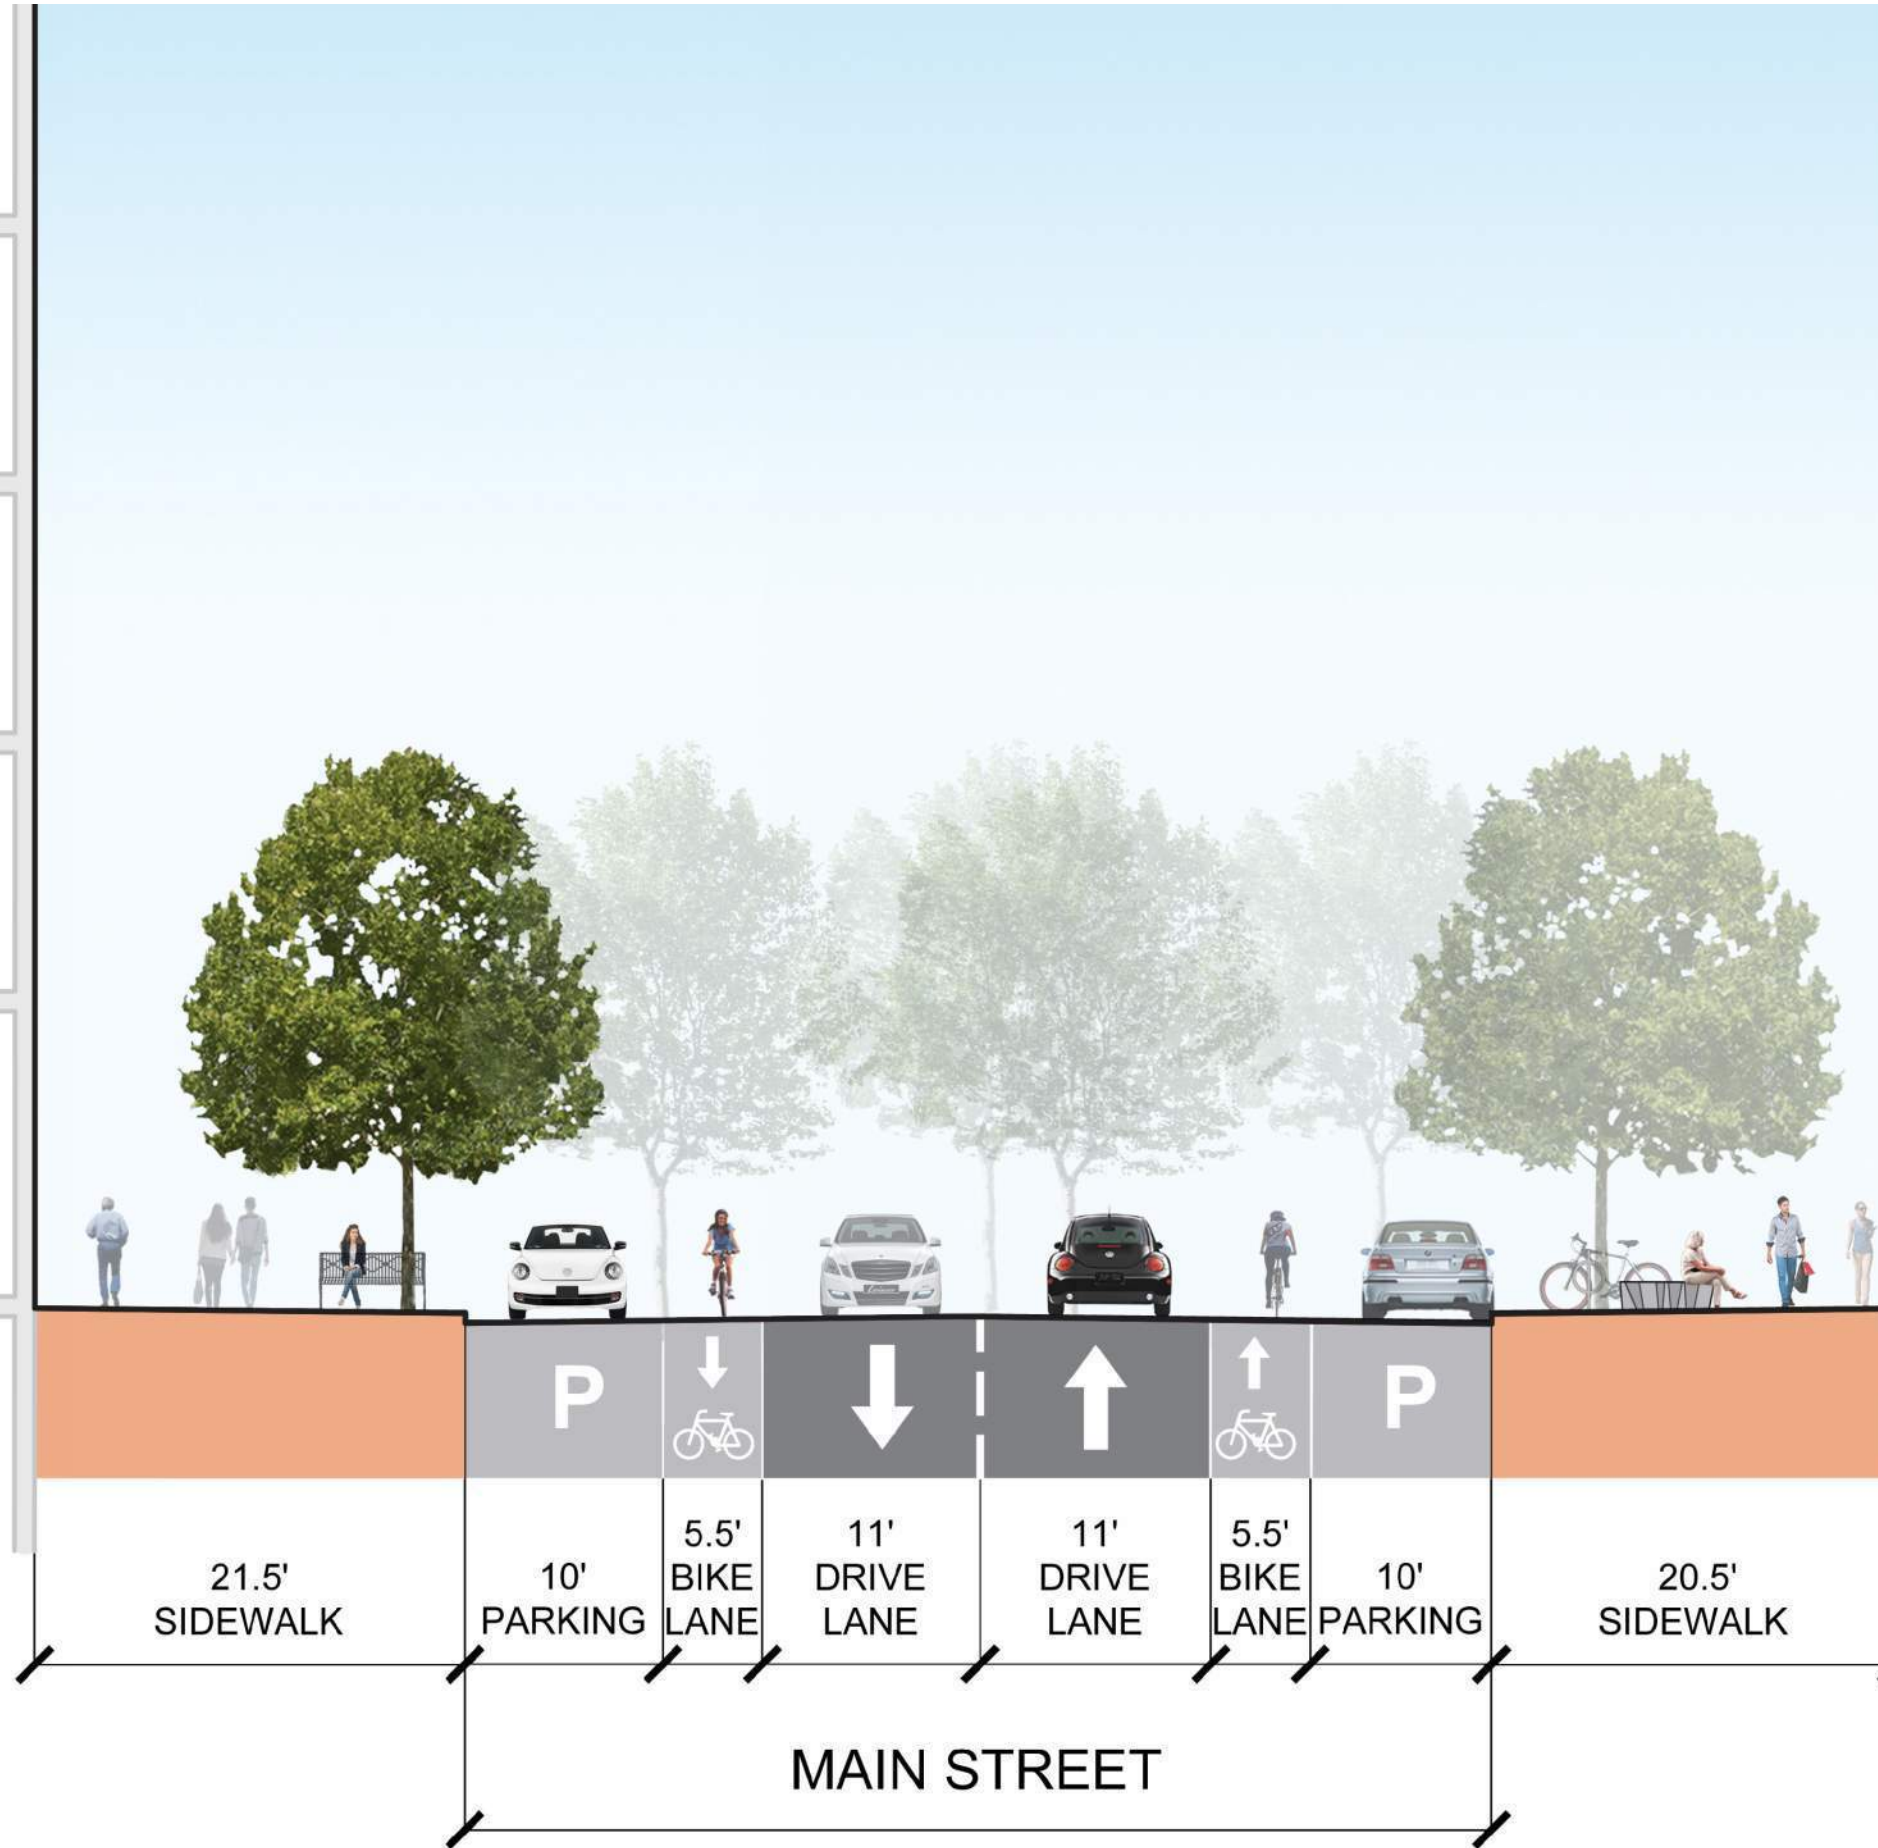 P
P
21.5'
SIDEWALK
10'
PARKING
5.5'
BIKE
LANE
11'
DRIVE
LANE
11'
DRIVE
LANE
5.5'
BIKE
LANE
10'
PARKING
20.5'
SIDEWALK
MAIN STREET